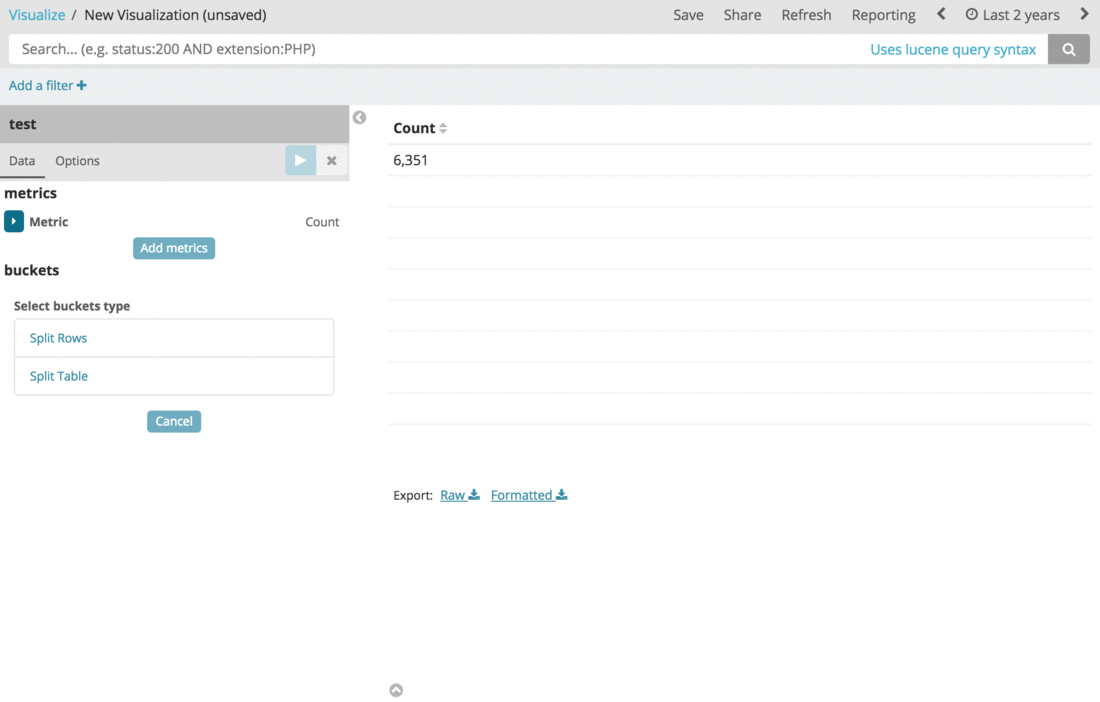 Visualize / New Visualization (unsaved) Save Share Refresh Reporting Last 2 years
Search... (e.g. status:200 AND extension:PHP) Uses lucene query syntax
Add a filter
test
Data Options
metrics
Metric Count
Add metrics
buckets
Select buckets type
Split Rows
Split Table
Cancel
Count
6,351
Export: Raw Formatted